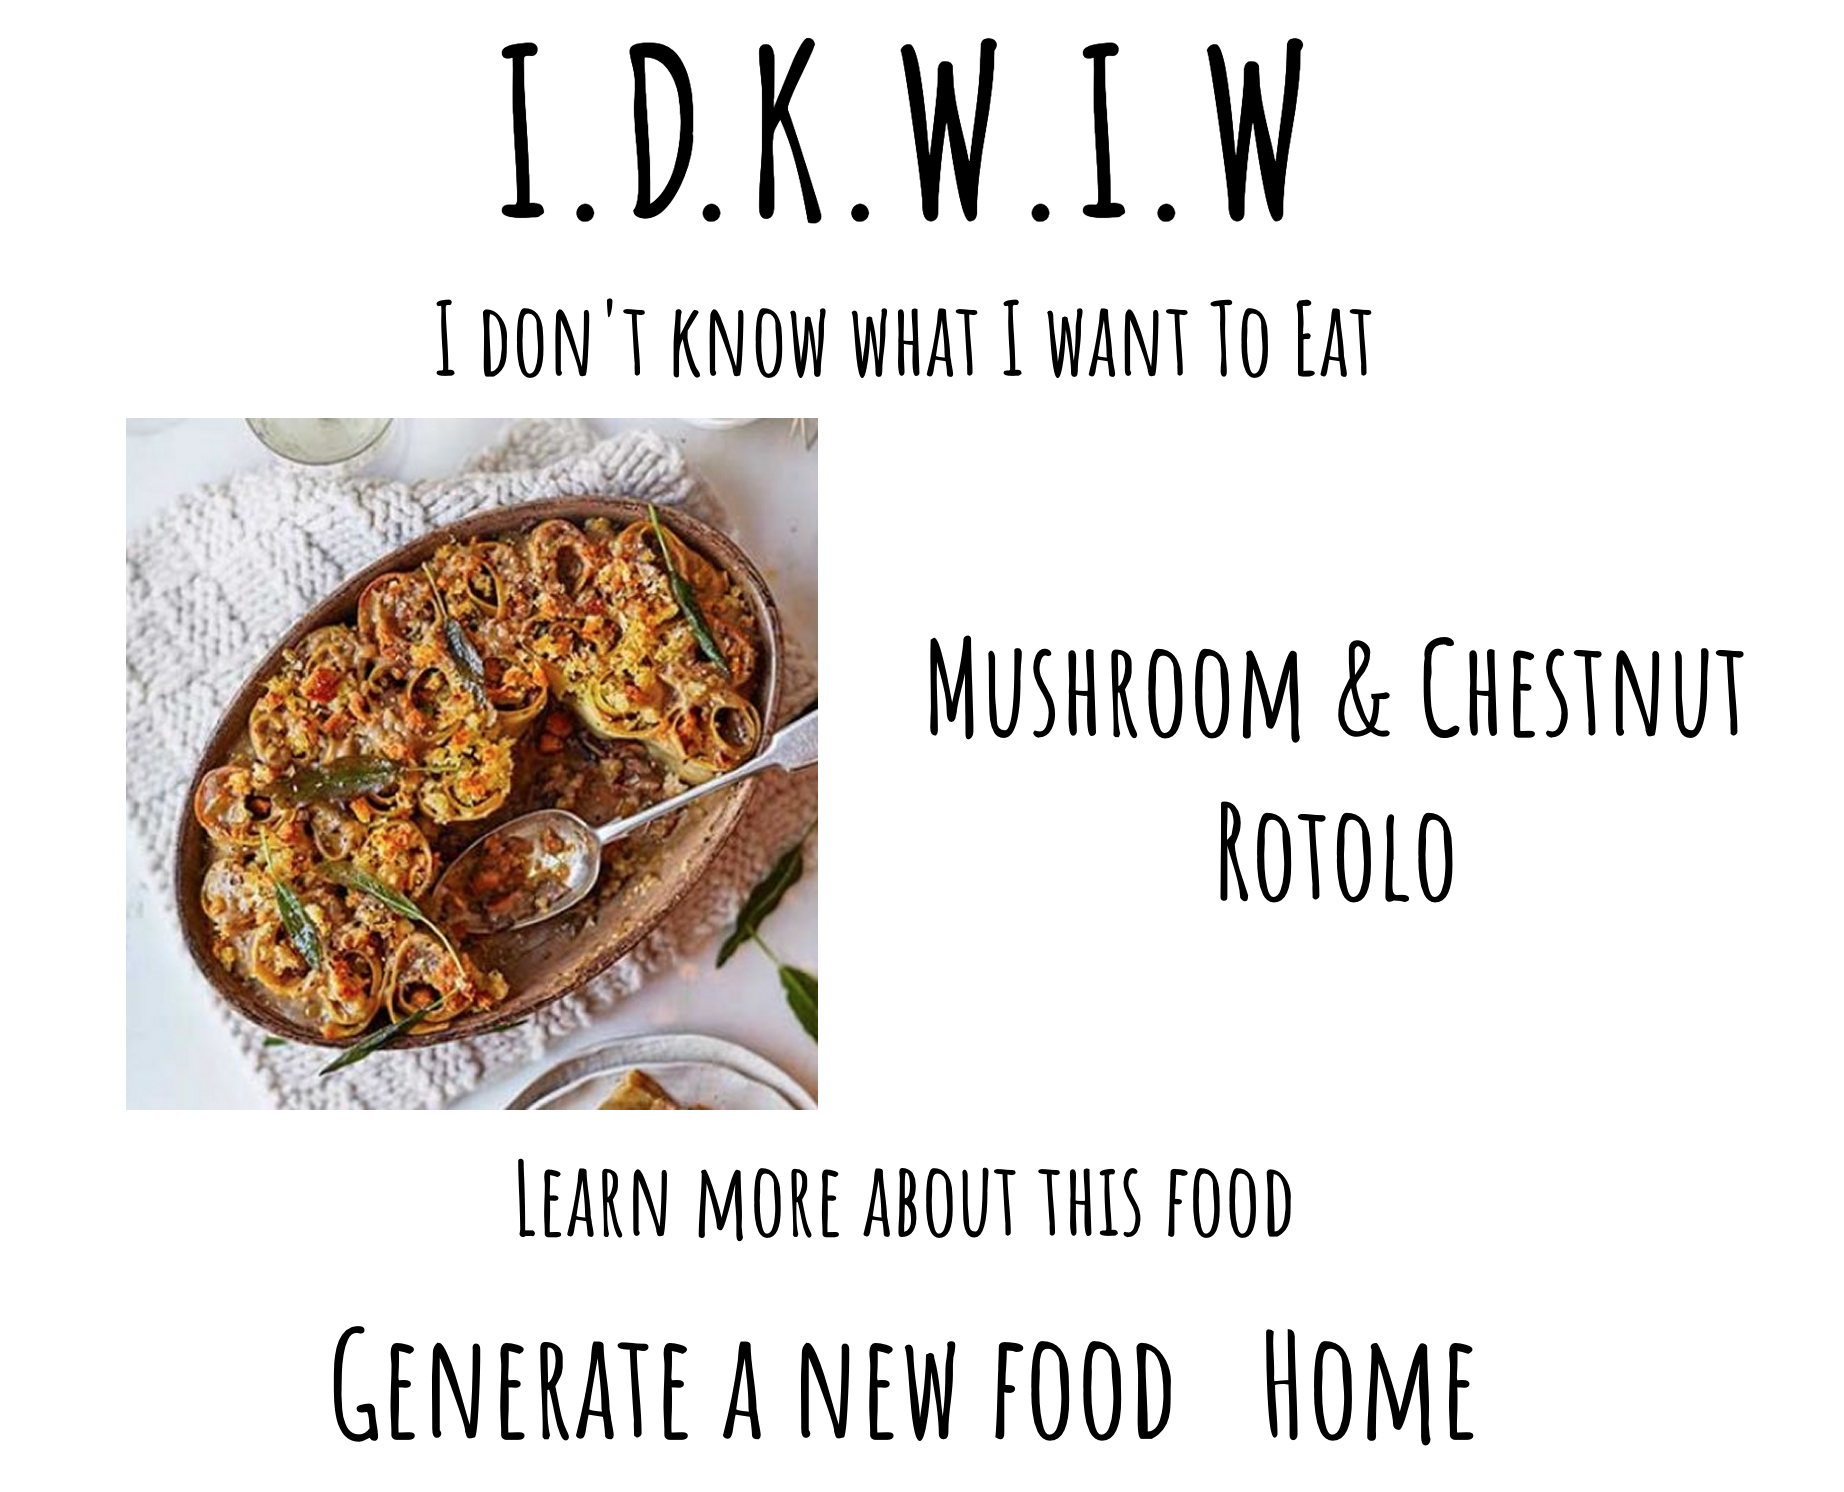 I.D.K.W.I.W
I don't know what I want To Eat
Mushroom & Chestnut
Rotolo
Learn more about this food
Generate a new food Home